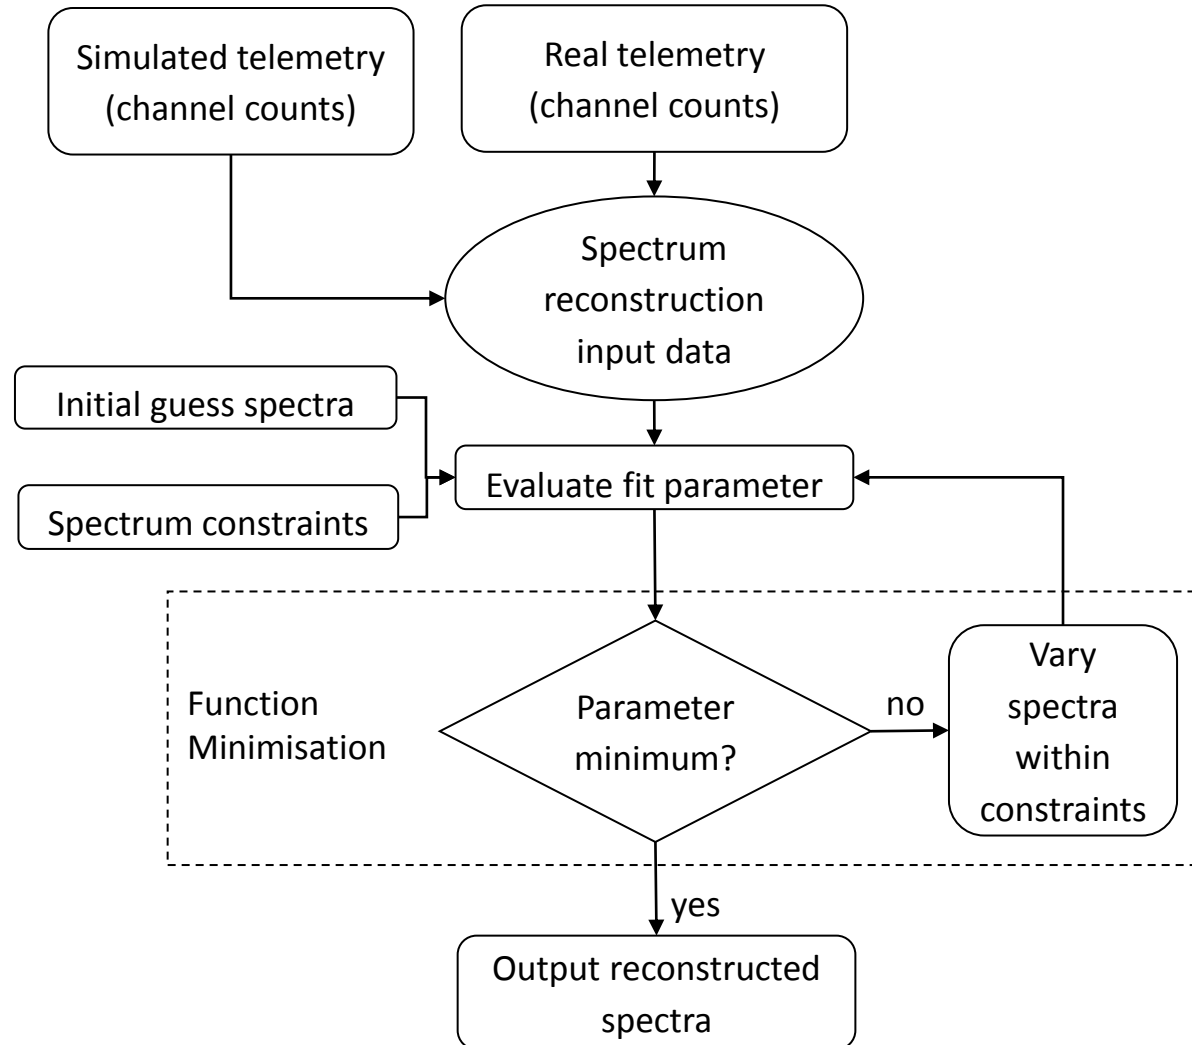 Simulated telemetry
(channel counts)
Real telemetry
(channel counts)
Spectrum
reconstruction
input data
Initial guess spectra
Spectrum constraints
Evaluate fit parameter
Function
Minimisation
Parameter
minimum?
no
Vary
spectra
within
constraints
yes
Output reconstructed
spectra